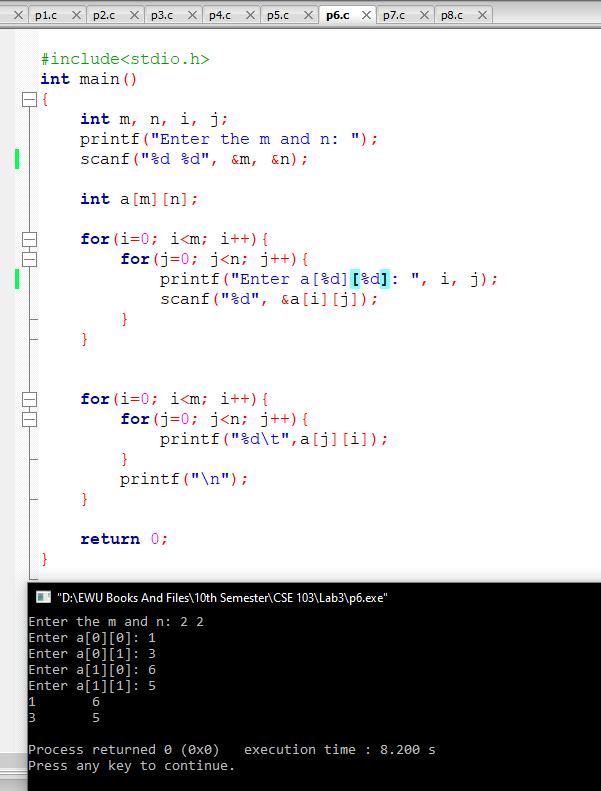 p1.c p2.c p3.c p4.c p5.c p6.c p7.c p8.c
#include<stdio.h>
int main()
{
    int m, n, i, j;
    printf("Enter the m and n: ");
    scanf("%d %d", &m, &n);
    int a[m][n];
    for(i=0; i<m; i++){
        for(j=0; j<n; j++){
            printf("Enter a[%d][%d]: ", i, j);
            scanf("%d", &a[i][j]);
        }
    }
    for(i=0; i<m; i++){
        for(j=0; j<n; j++){
            printf("%d\t",a[j][i]);
        }
        printf("\n");
    }
    return 0;
}
"D:\EWU Books And Files\10th Semester\CSE 103\Lab3\p6.exe"
Enter the m and n: 2 2
Enter a[0][0]: 1
Enter a[0][1]: 3
Enter a[1][0]: 6
Enter a[1][1]: 5
1       6
3       5
Process returned 0 (0x0)   execution time : 8.200 s
Press any key to continue.